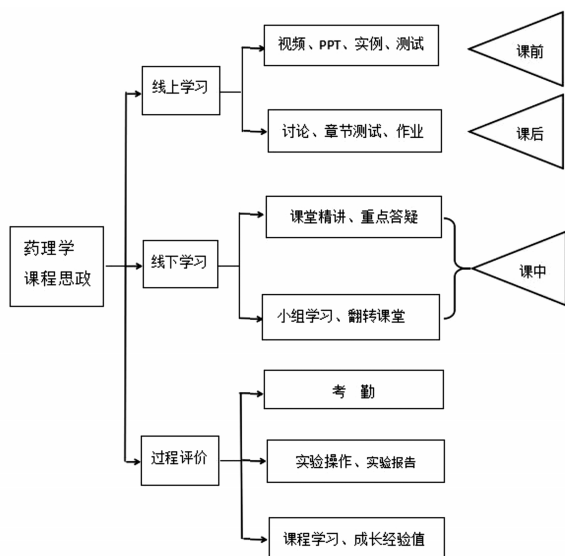 视频、PPT、实例、测试
课前
线上学习
讨论、章节测试、作业
课后
课堂精讲、重点答疑
药理学
课程思政
线下学习
课中
小组学习、翻转课堂
考 勤
过程评价
实验操作、实验报告
课程学习、成长经验值